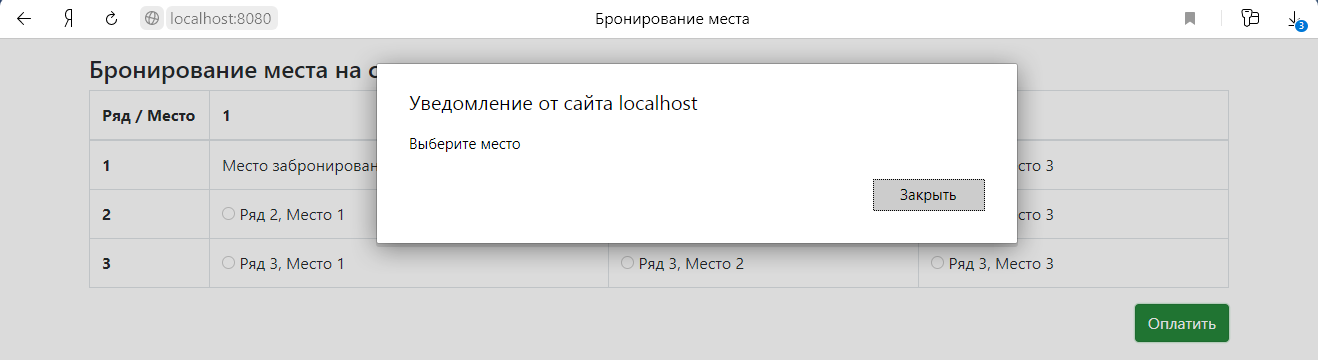 Я localhost:8080 Бронирование места
3
Бронирование места на с
Уведомление от сайта localhost
Выберите место
Закрыть
Ряд / Место 1
1 Место забронирован сто 3
2 Ряд 2, Место 1 сто 3
3 Ряд 3, Место 1 Ряд 3, Место 2 Ряд 3, Место 3
Оплатить